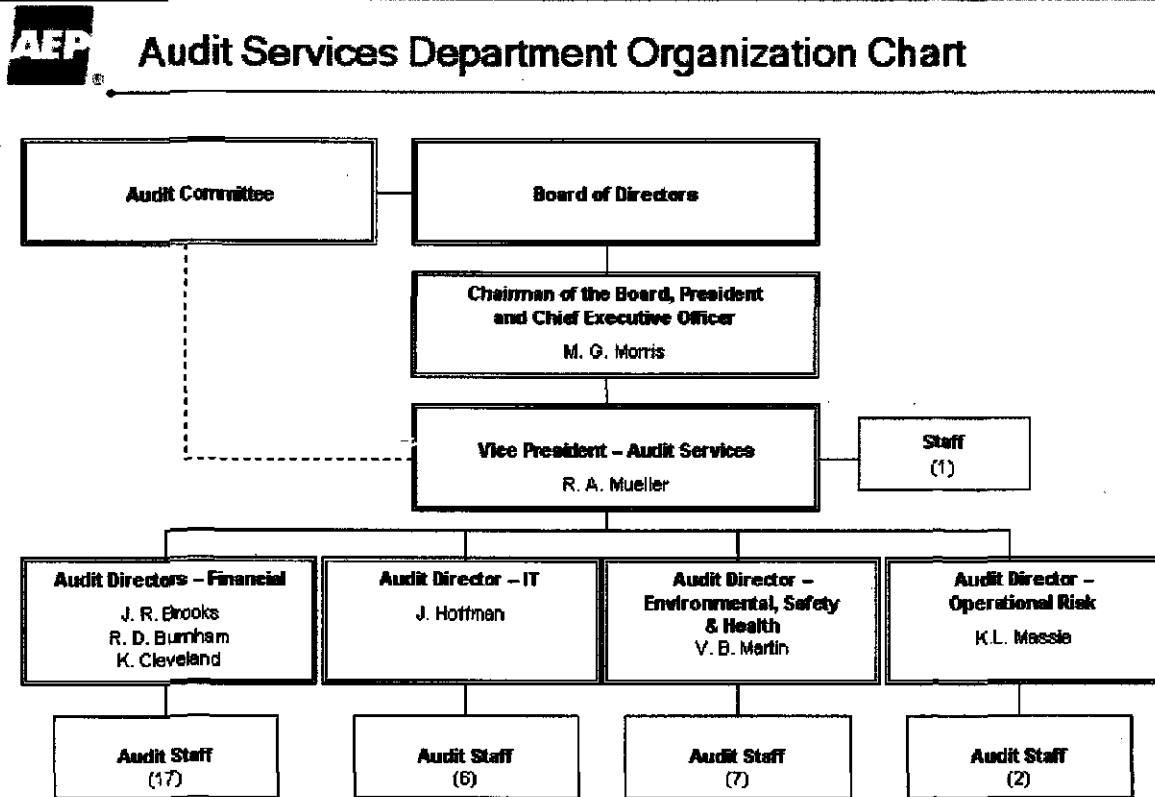 AEP
®
Audit Services Department Organization Chart
Audit Committee
Board of Directors
Chairman of the Board, President
and Chief Executive Officer
M. G. Morris
Vice President – Audit Services
R. A. Mueller
Staff
(1)
Audit Directors – Financial
J. R. Brooks
R. D. Burnham
K. Cleveland
Audit Director – IT
J. Hoffman
Audit Director –
Environmental, Safety
& Health
V. B. Martin
Audit Director –
Operational Risk
K.L. Massie
Audit Staff
(17)
Audit Staff
(6)
Audit Staff
(7)
Audit Staff
(2)